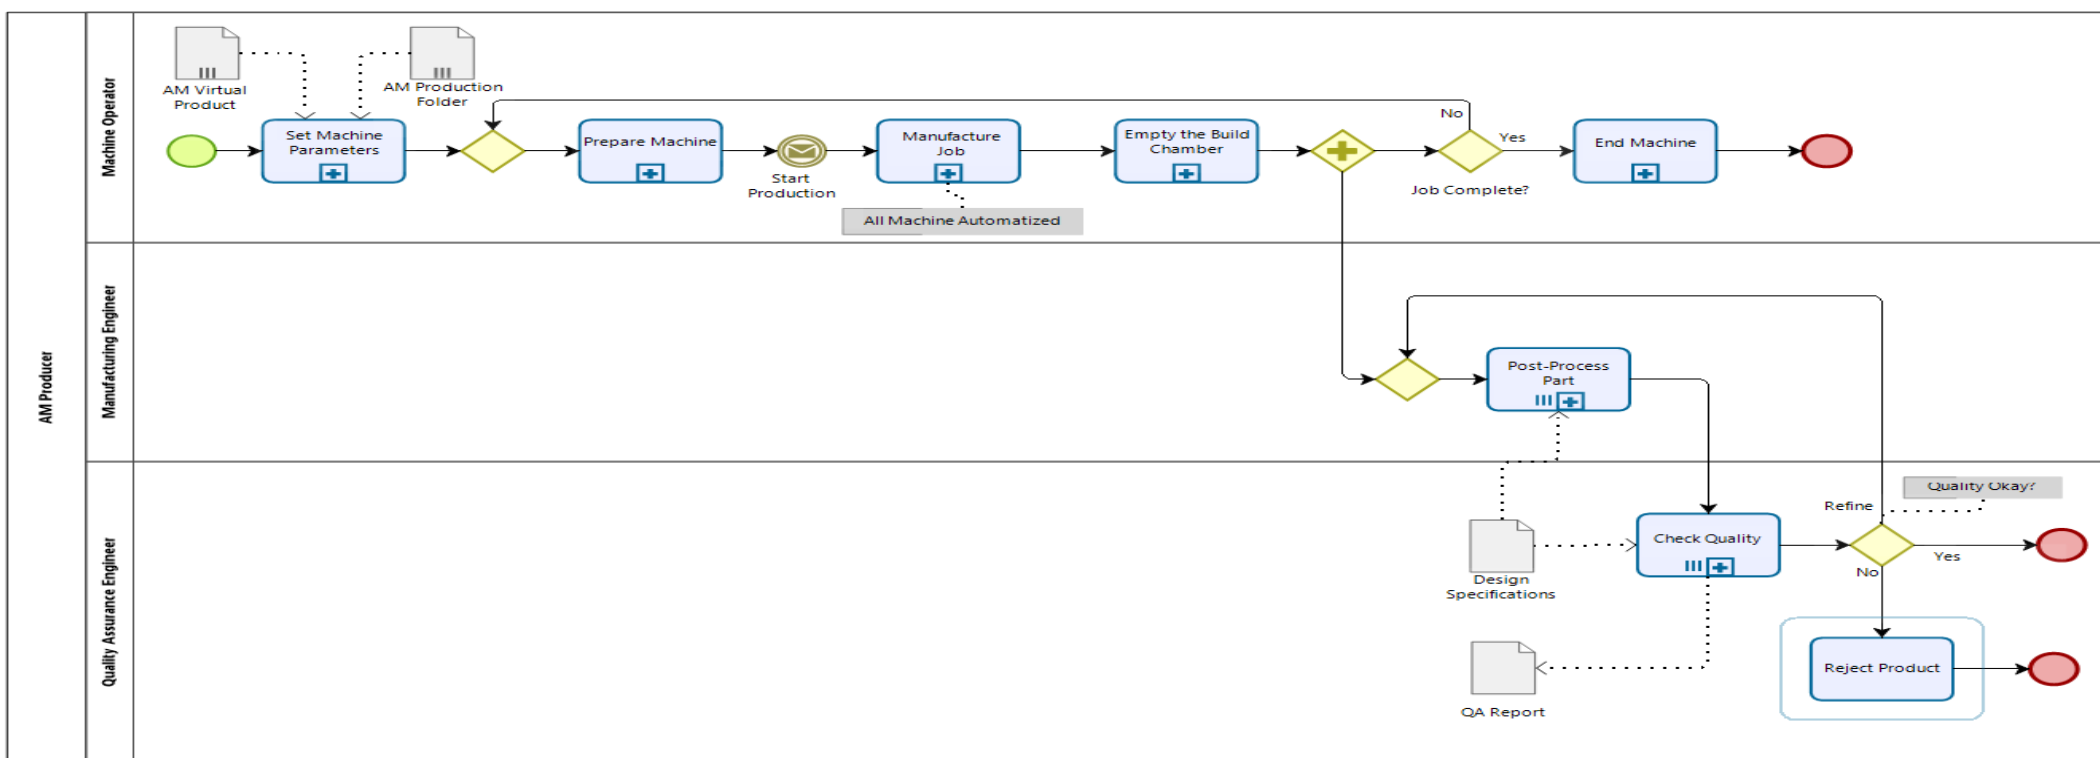 AM Producer
Machine Operator
AM Virtual
Product
AM Production
Folder
Set Machine
Parameters
Prepare Machine
Start
Production
Manufacture
Job
All Machine Automatized
Empty the Build
Chamber
No
Yes
Job Complete?
End Machine
Manufacturing Engineer
Post-Process
Part
Quality Assurance Engineer
Design
Specifications
QA Report
Check Quality
Refine
Quality Okay?
Yes
No
Reject Product